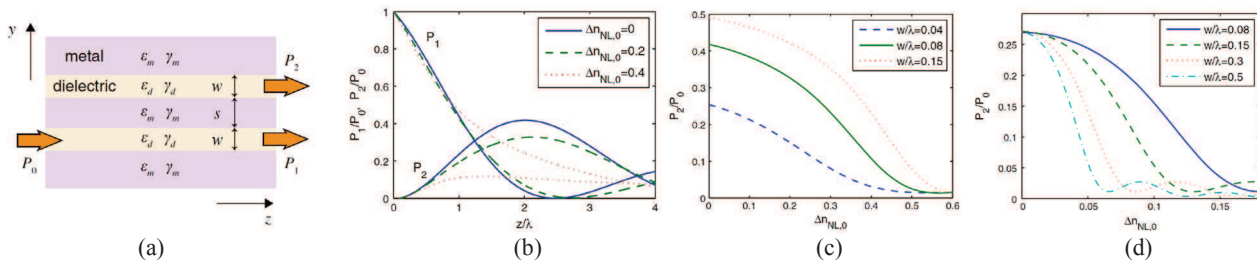 y
metal
ε_m γ_m
P_2
dielectric
ε_d γ_d
w
ε_m γ_m
s
ε_d γ_d
w
P_0
ε_m γ_m
P_1
z
(a)
(b)
P_1/P_0, P_2/P_0
1
0.8
0.6
0.4
0.2
0
P_1
P_2
Δn_NL,0=0
Δn_NL,0=0.2
Δn_NL,0=0.4
0 1 2 3 4
z/λ
(b)
(c)
P_2/P_0
0.5
0.4
0.3
0.2
0.1
0
w/λ=0.04
w/λ=0.08
w/λ=0.15
0 0.1 0.2 0.3 0.4 0.5 0.6
Δn_NL,0
(c)
(d)
P_2/P_0
0.25
0.2
0.15
0.1
0.05
0
w/λ=0.08
w/λ=0.15
w/λ=0.3
w/λ=0.5
0 0.05 0.1 0.15
Δn_NL,0
(d)